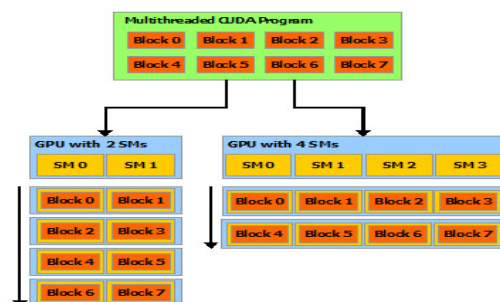 Multithreaded CUDA Program
Block 0 Block 1 Block 2 Block 3
Block 4 Block 5 Block 6 Block 7
GPU with 2 SMs
SM 0 SM 1
Block 0 Block 1
Block 2 Block 3
Block 4 Block 5
Block 6 Block 7
GPU with 4 SMs
SM 0 SM 1 SM 2 SM 3
Block 0 Block 1 Block 2 Block 3
Block 4 Block 5 Block 6 Block 7